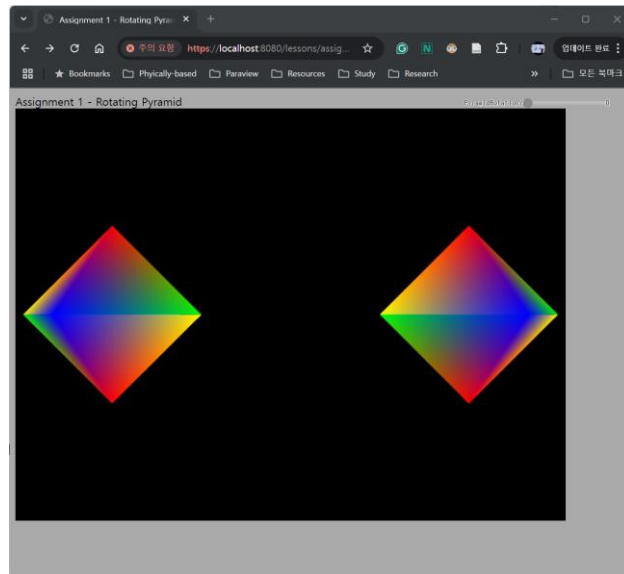 Assignment 1 - Rotating Pyran
주의 요함 https://localhost:8080/lessons/assig...
업데이트 완료
Bookmarks Phyically-based Paraview Resources Study Research » 모든 북마크
Assignment 1 - Rotating Pyramid
0